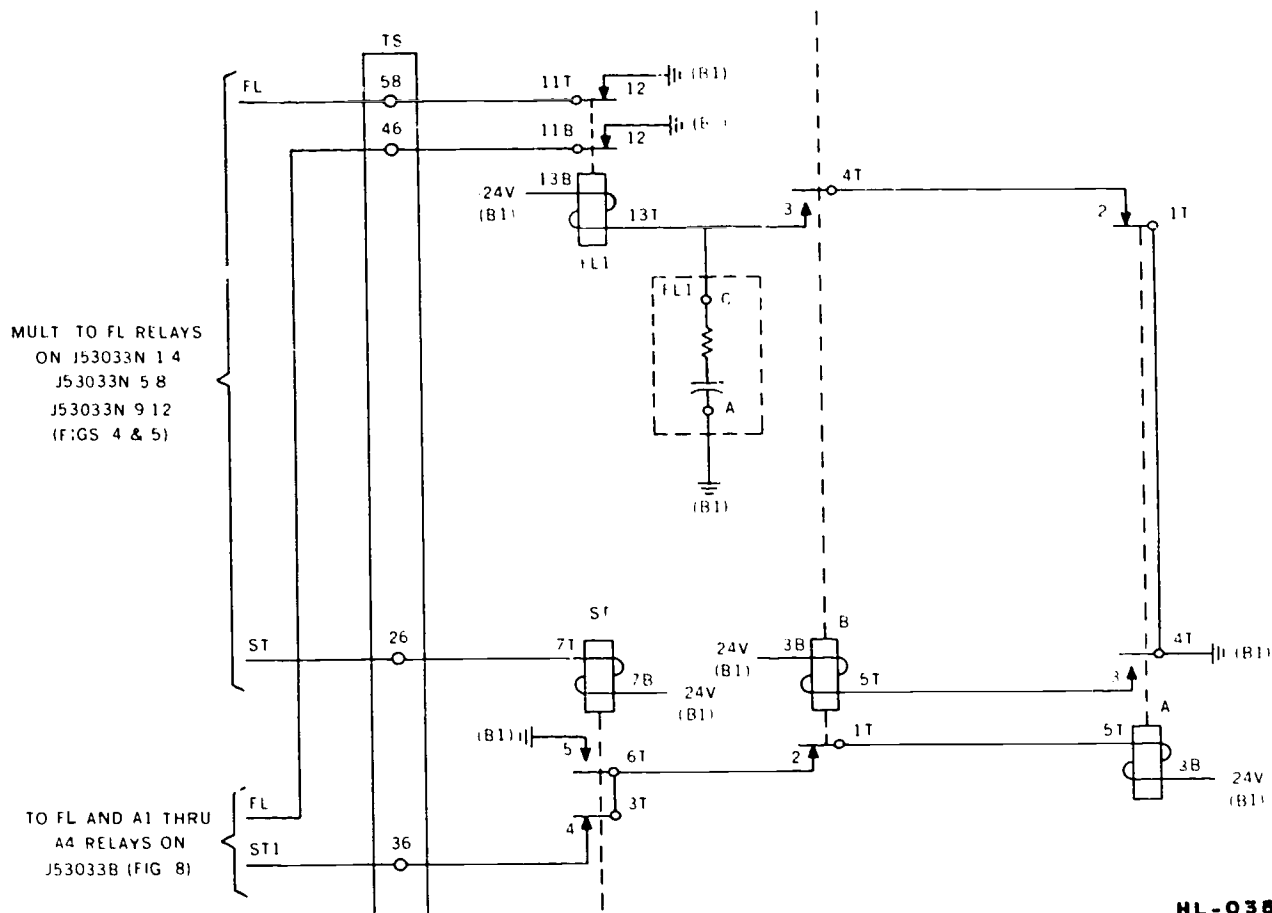 TS
FL
58
11T
12
(B1)
46
11B
12
13B
24V
(B1)
13T
3
4T
2
1T
C
A
(B1)
MULT TO FL RELAYS
ON J53033N 1 4
J53033N 5 8
J53033N 9 12
(FIGS 4 & 5)
ST
26
7T
7B
24V
(B1)
B
3B
24V
(B1)
5T
4T
(B1)
3
A
5T
3B
24V
(B1)
(B1)
5
6T
2
1T
3T
4
TO FL AND A1 THRU
A4 RELAYS ON
J53033B (FIG 8)
FL
ST1
36
HL-038